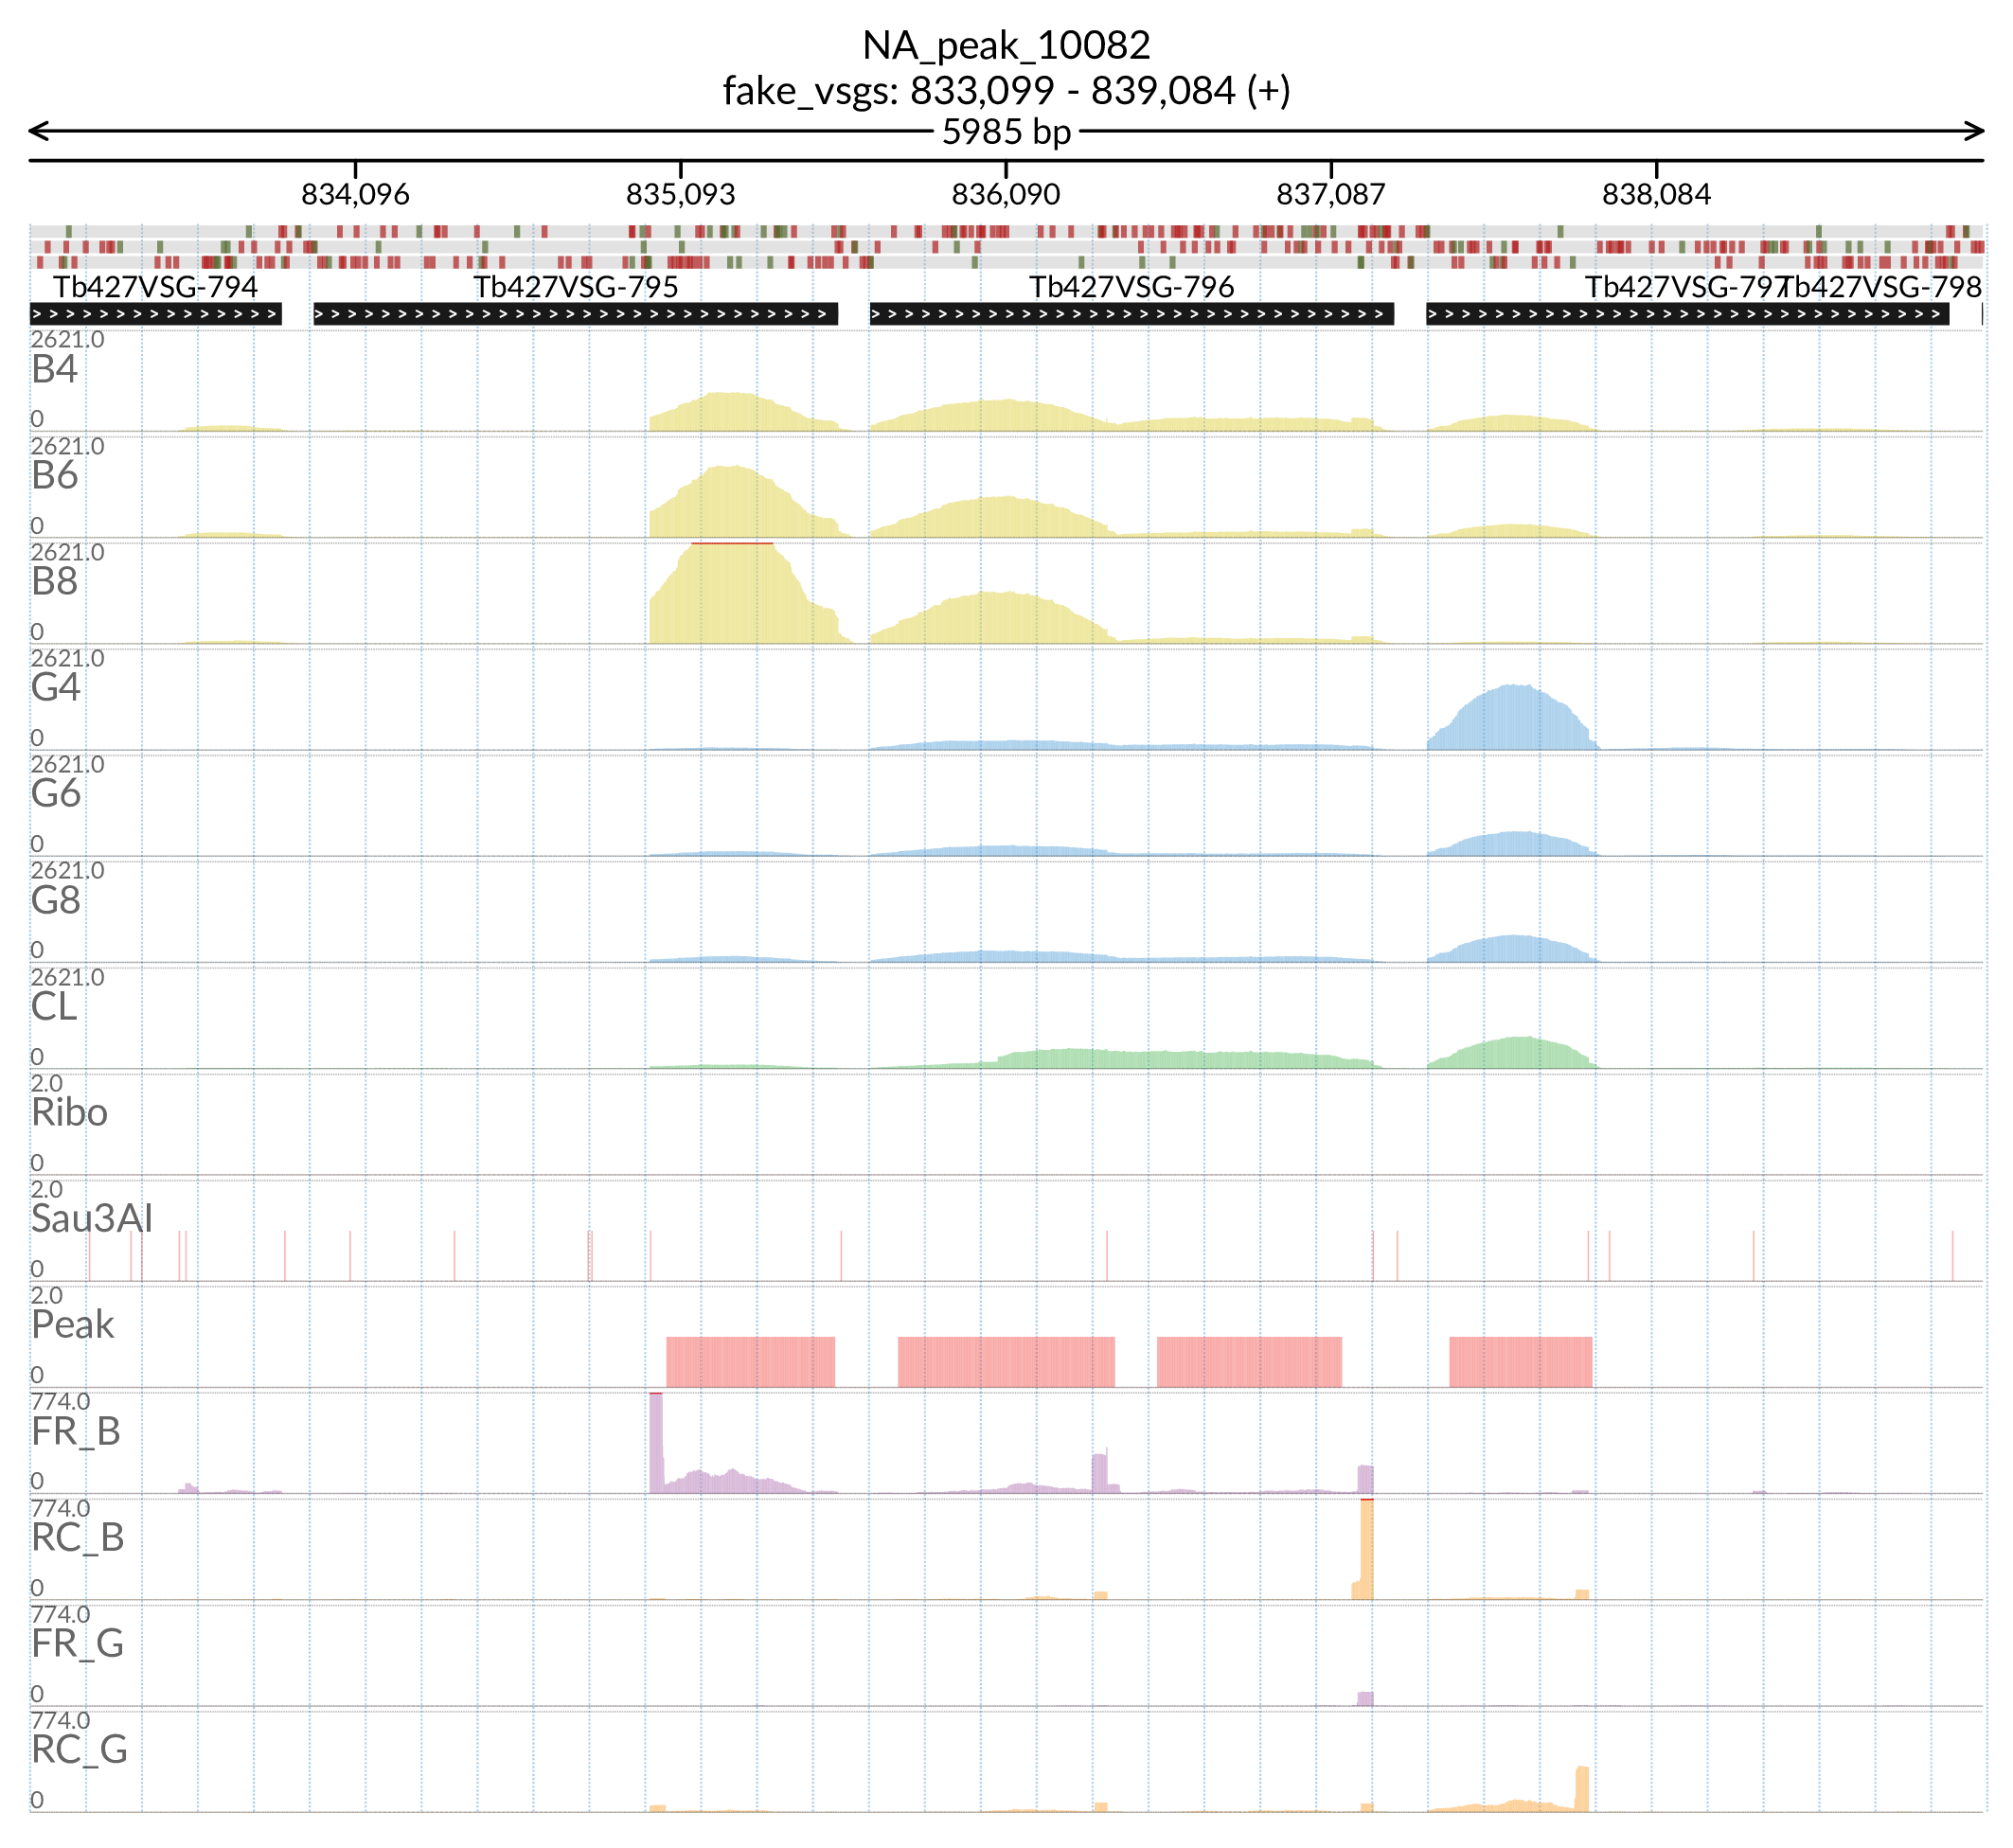 NA_peak_10082
fake_vsgs: 833,099 - 839,084 (+)
5985 bp
834,096 835,093 836,090 837,087 838,084
Tb427VSG-794 Tb427VSG-795 Tb427VSG-796 Tb427VSG-797 Tb427VSG-798
2621.0
B4
0
2621.0
B6
0
2621.0
B8
0
2621.0
G4
0
2621.0
G6
0
2621.0
G8
0
2621.0
CL
0
2.0
Ribo
0
2.0
Sau3AI
0
2.0
Peak
0
774.0
FR_B
0
774.0
RC_B
0
774.0
FR_G
0
774.0
RC_G
0